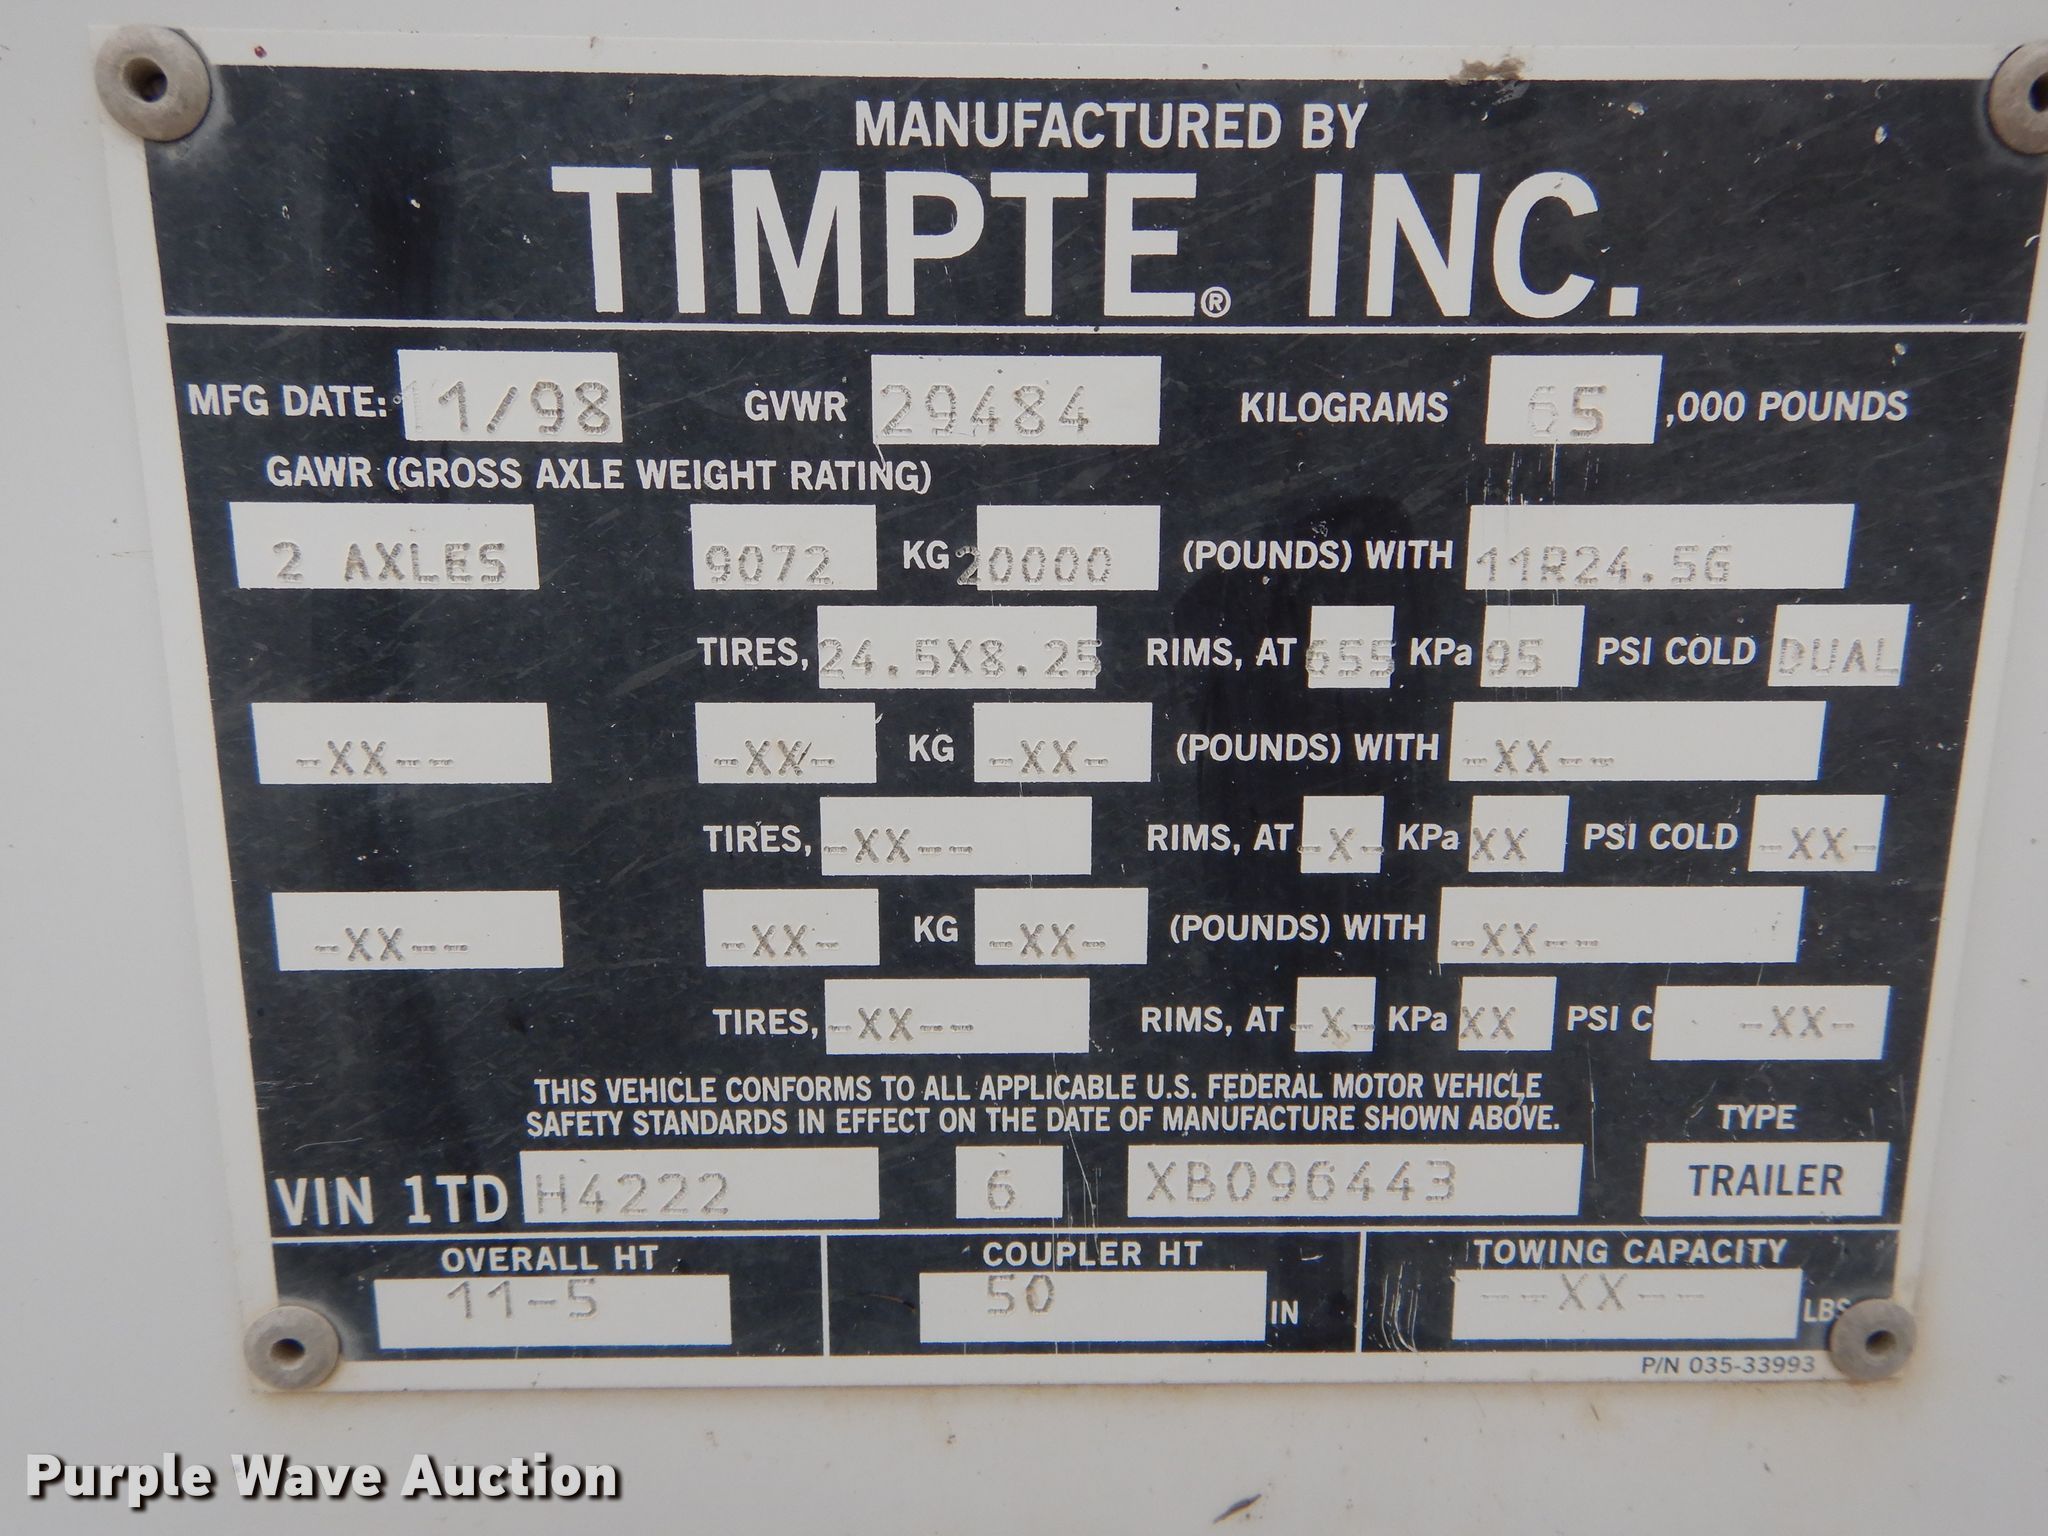 MANUFACTURED BY
TIMPTE® INC.
MFG DATE: 11/98 GVWR 29484 KILOGRAMS 65 ,000 POUNDS
GAWR (GROSS AXLE WEIGHT RATING)
2 AXLES 9072 KG 20000 (POUNDS) WITH 11R24.5G
TIRES, 24.5X8.25 RIMS, AT 655 KPa 95 PSI COLD DUAL
-XX-- -XX- KG -XX- (POUNDS) WITH -XX--
TIRES, -XX-- RIMS, AT -X- KPa XX PSI COLD -XX-
-XX-- -XX- KG -XX- (POUNDS) WITH -XX--
TIRES, -XX-- RIMS, AT -X- KPa XX PSI C -XX-
THIS VEHICLE CONFORMS TO ALL APPLICABLE U.S. FEDERAL MOTOR VEHICLE
SAFETY STANDARDS IN EFFECT ON THE DATE OF MANUFACTURE SHOWN ABOVE.
TYPE
VIN 1TD H4222 6 XB096443 TRAILER
OVERALL HT COUPLER HT TOWING CAPACITY
11-5 50 IN --XX-- LBS
P/N 035-33993
Purple Wave Auction